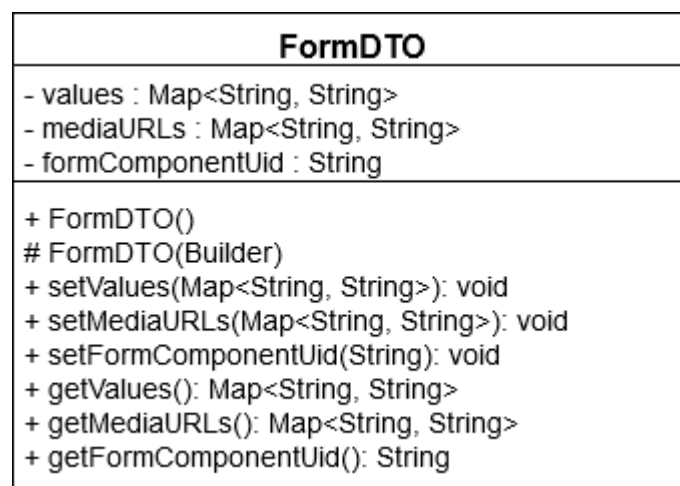 FormDTO
- values : Map<String, String>
- mediaURLs : Map<String, String>
- formComponentUid : String
+ FormDTO()
# FormDTO(Builder)
+ setValues(Map<String, String>): void
+ setMediaURLs(Map<String, String>): void
+ setFormComponentUid(String): void
+ getValues(): Map<String, String>
+ getMediaURLs(): Map<String, String>
+ getFormComponentUid(): String